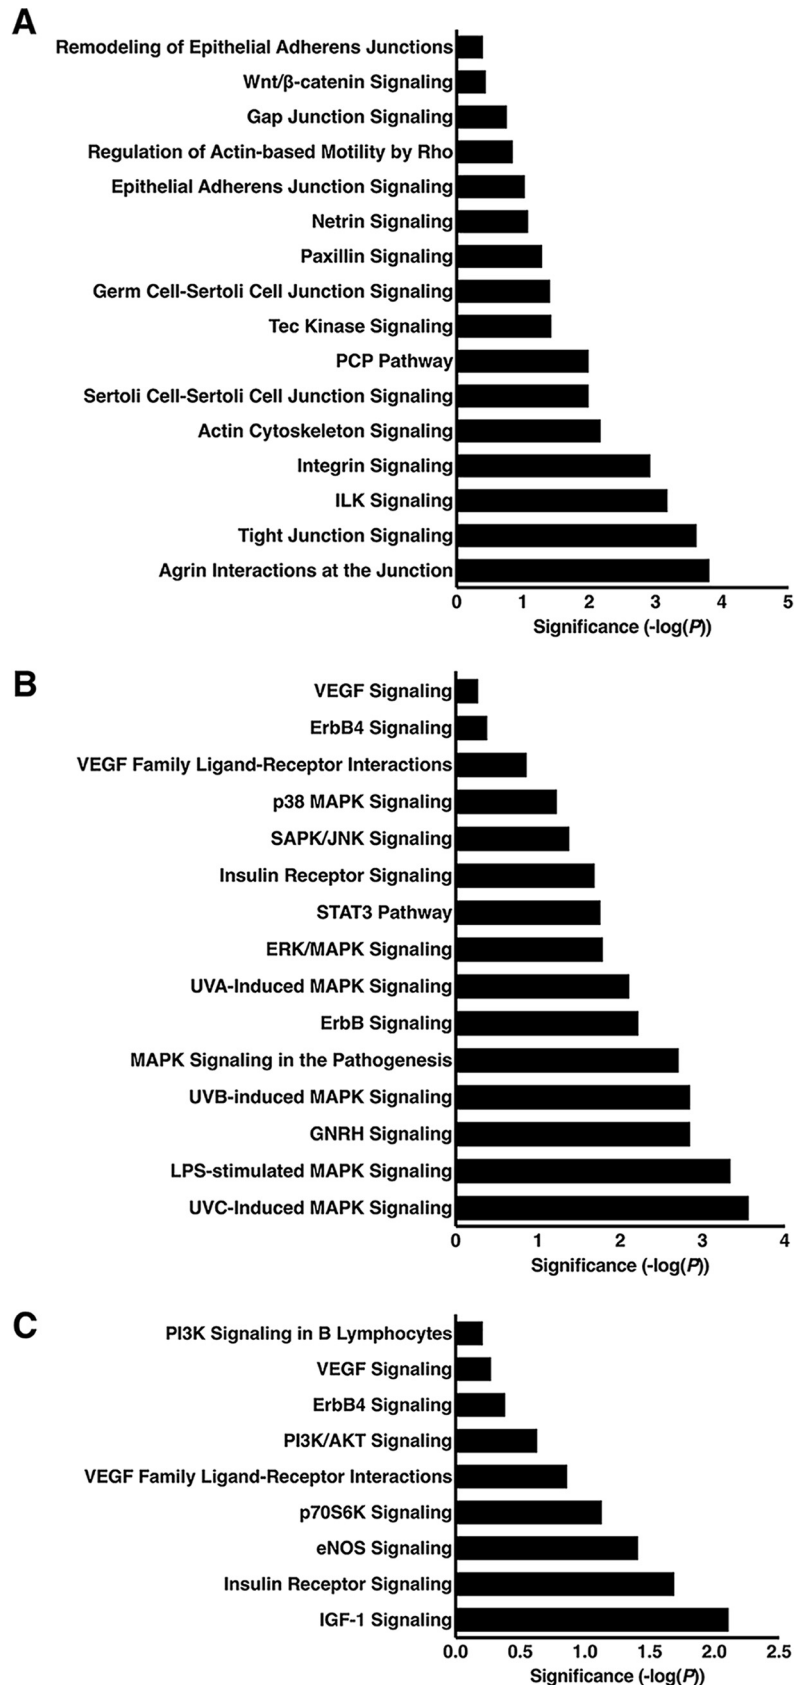 A
Remodeling of Epithelial Adherens Junctions
Wnt/β-catenin Signaling
Gap Junction Signaling
Regulation of Actin-based Motility by Rho
Epithelial Adherens Junction Signaling
Netrin Signaling
Paxillin Signaling
Germ Cell-Sertoli Cell Junction Signaling
Tec Kinase Signaling
PCP Pathway
Sertoli Cell-Sertoli Cell Junction Signaling
Actin Cytoskeleton Signaling
Integrin Signaling
ILK Signaling
Tight Junction Signaling
Agrin Interactions at the Junction
0 1 2 3 4 5
Significance (-log(P))
B
VEGF Signaling
ErbB4 Signaling
VEGF Family Ligand-Receptor Interactions
p38 MAPK Signaling
SAPK/JNK Signaling
Insulin Receptor Signaling
STAT3 Pathway
ERK/MAPK Signaling
UVA-Induced MAPK Signaling
ErbB Signaling
MAPK Signaling in the Pathogenesis
UVB-induced MAPK Signaling
GNRH Signaling
LPS-stimulated MAPK Signaling
UVC-Induced MAPK Signaling
0 1 2 3 4
Significance (-log(P))
C
PI3K Signaling in B Lymphocytes
VEGF Signaling
ErbB4 Signaling
PI3K/AKT Signaling
VEGF Family Ligand-Receptor Interactions
p70S6K Signaling
eNOS Signaling
Insulin Receptor Signaling
IGF-1 Signaling
0.0 0.5 1.0 1.5 2.0 2.5
Significance (-log(P))